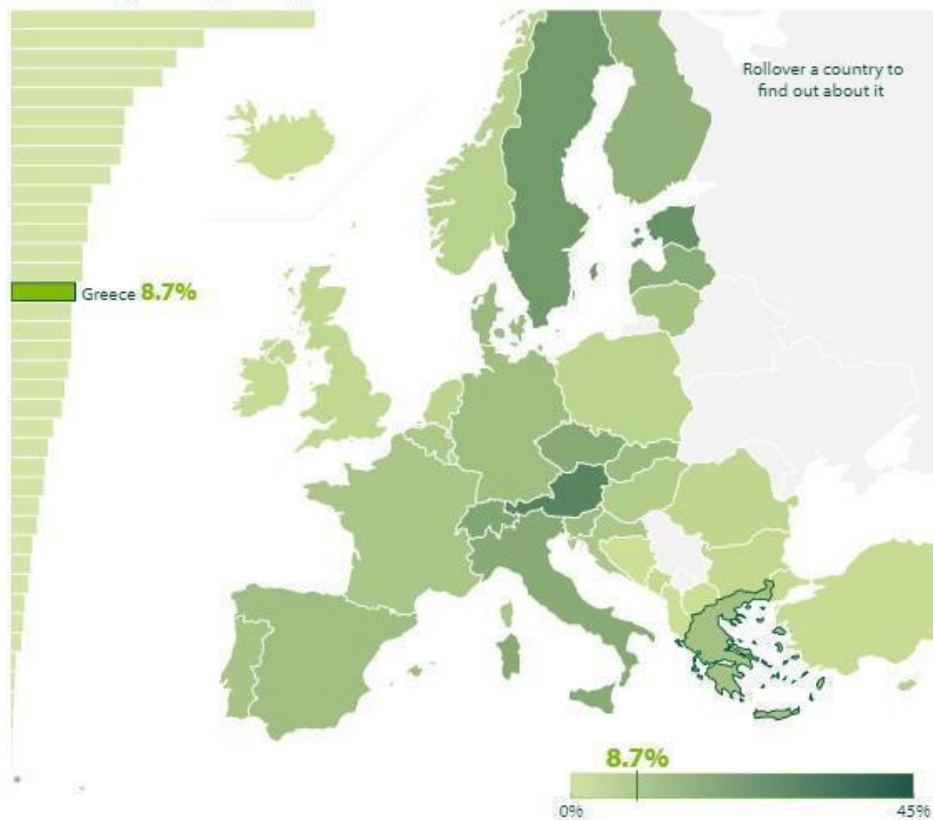 Rollover a country to
find out about it
Greece 8.7%
8.7%
0%
45%